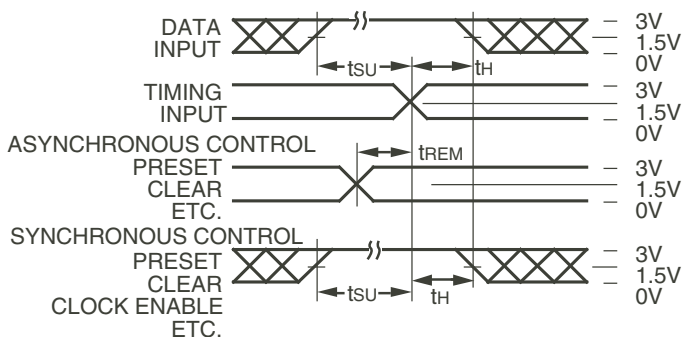 DATA
INPUT
3V
1.5V
0V
tSU
tH
TIMING
INPUT
3V
1.5V
0V
ASYNCHRONOUS CONTROL
PRESET
CLEAR
ETC.
tREM
3V
1.5V
0V
SYNCHRONOUS CONTROL
PRESET
CLEAR
CLOCK ENABLE
ETC.
tSU
tH
3V
1.5V
0V